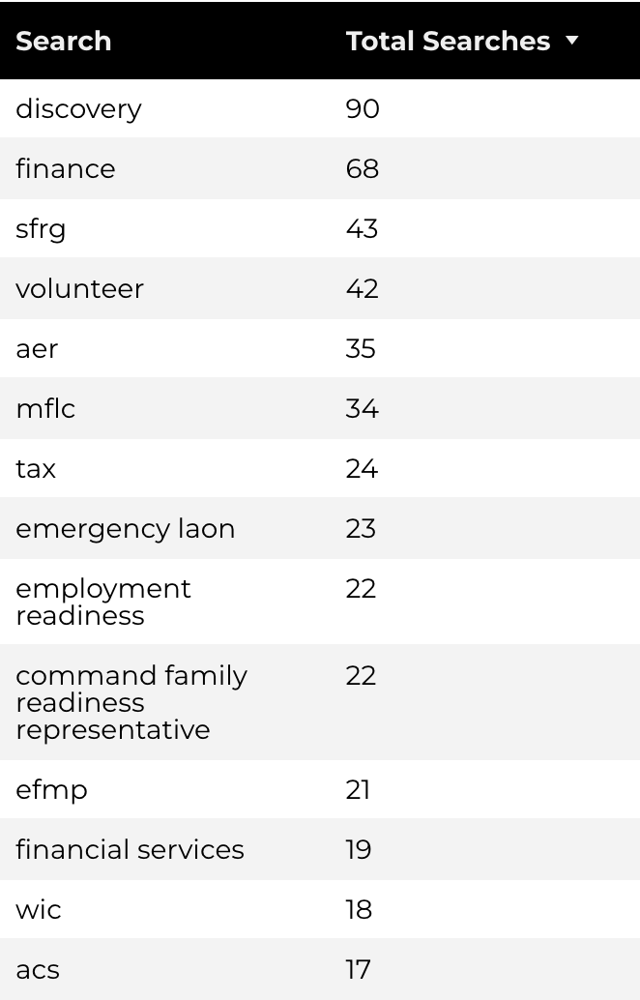 Search Total Searches
discovery 90
finance 68
sfrg 43
volunteer 42
aer 35
mflc 34
tax 24
emergency laon 23
employment 22
readiness
command family 22
readiness
representative
efmp 21
financial services 19
wic 18
acs 17